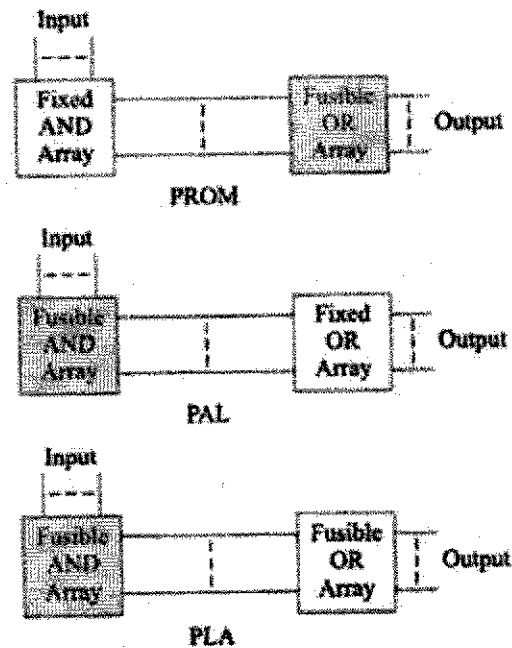 Input
Fixed
AND
Array
Fusible
OR
Array
Output
PROM
Input
Fusible
AND
Array
Fixed
OR
Array
Output
PAL
Input
Fusible
AND
Array
Fusible
OR
Array
Output
PLA